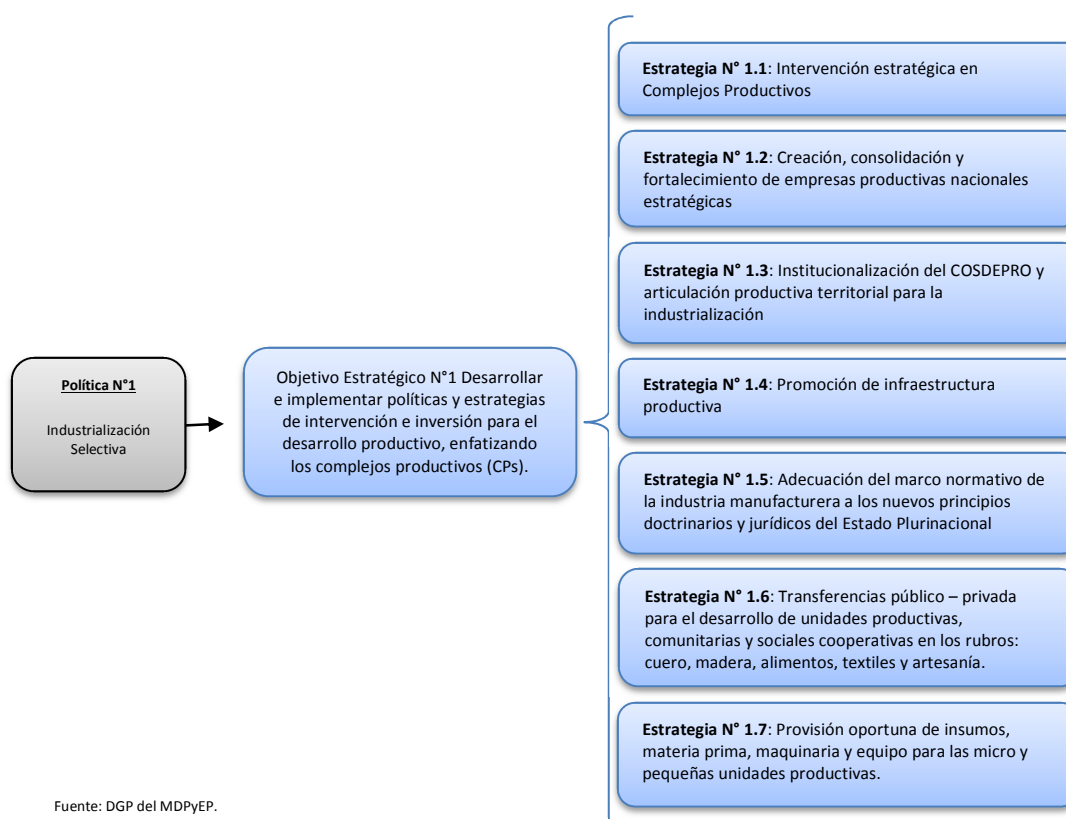 Política N°1
Industrialización
Selectiva
Objetivo Estratégico N°1 Desarrollar
e implementar políticas y estrategias
de intervención e inversión para el
desarrollo productivo, enfatizando
los complejos productivos (CPs).
Estrategia N° 1.1: Intervención estratégica en
Complejos Productivos
Estrategia N° 1.2: Creación, consolidación y
fortalecimiento de empresas productivas nacionales
estratégicas
Estrategia N° 1.3: Institucionalización del COSDEPRO y
articulación productiva territorial para la
industrialización
Estrategia N° 1.4: Promoción de infraestructura
productiva
Estrategia N° 1.5: Adecuación del marco normativo de
la industria manufacturera a los nuevos principios
doctrinarios y jurídicos del Estado Plurinacional
Estrategia N° 1.6: Transferencias público – privada
para el desarrollo de unidades productivas,
comunitarias y sociales cooperativas en los rubros:
cuero, madera, alimentos, textiles y artesanía.
Estrategia N° 1.7: Provisión oportuna de insumos,
materia prima, maquinaria y equipo para las micro y
pequeñas unidades productivas.
Fuente: DGP del MDPyEP.